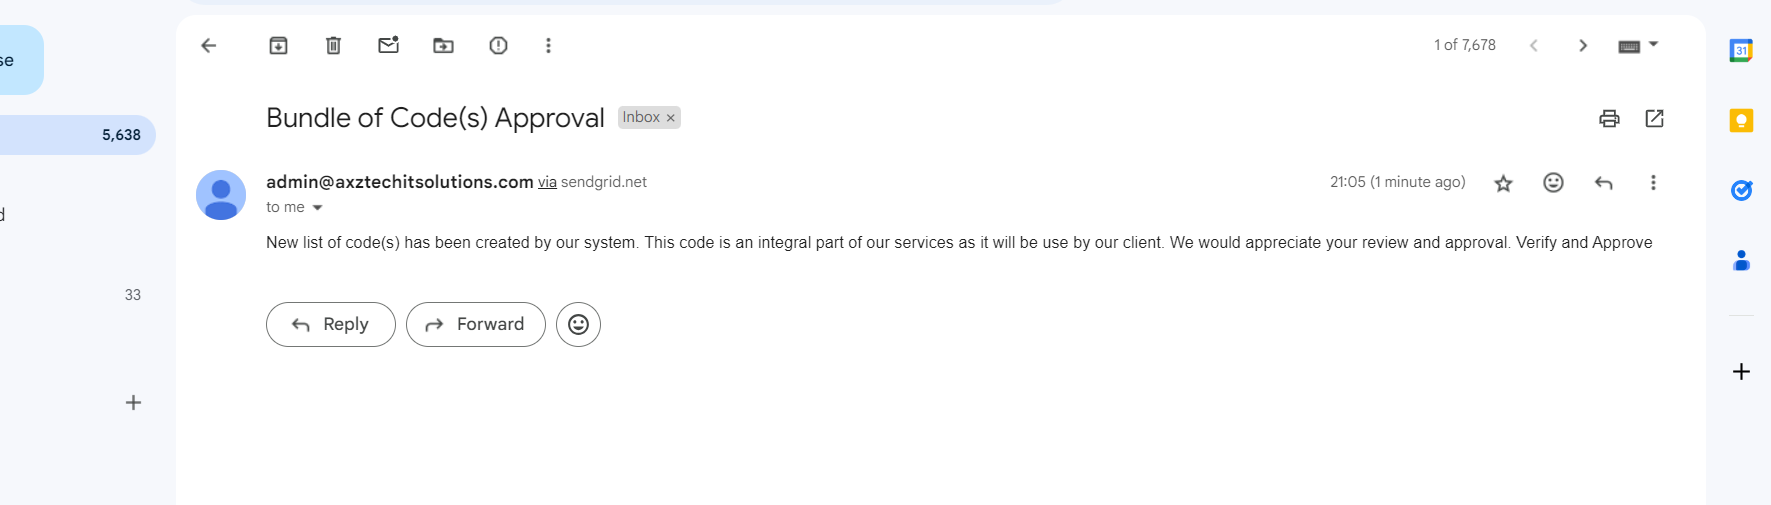 se
1 of 7,678
31
Bundle of Code(s) Approval Inbox ×
5,638
admin@axztechitsolutions.com via sendgrid.net 21:05 (1 minute ago)
to me
d
New list of code(s) has been created by our system. This code is an integral part of our services as it will be use by our client. We would appreciate your review and approval. Verify and Approve
33
Reply Forward